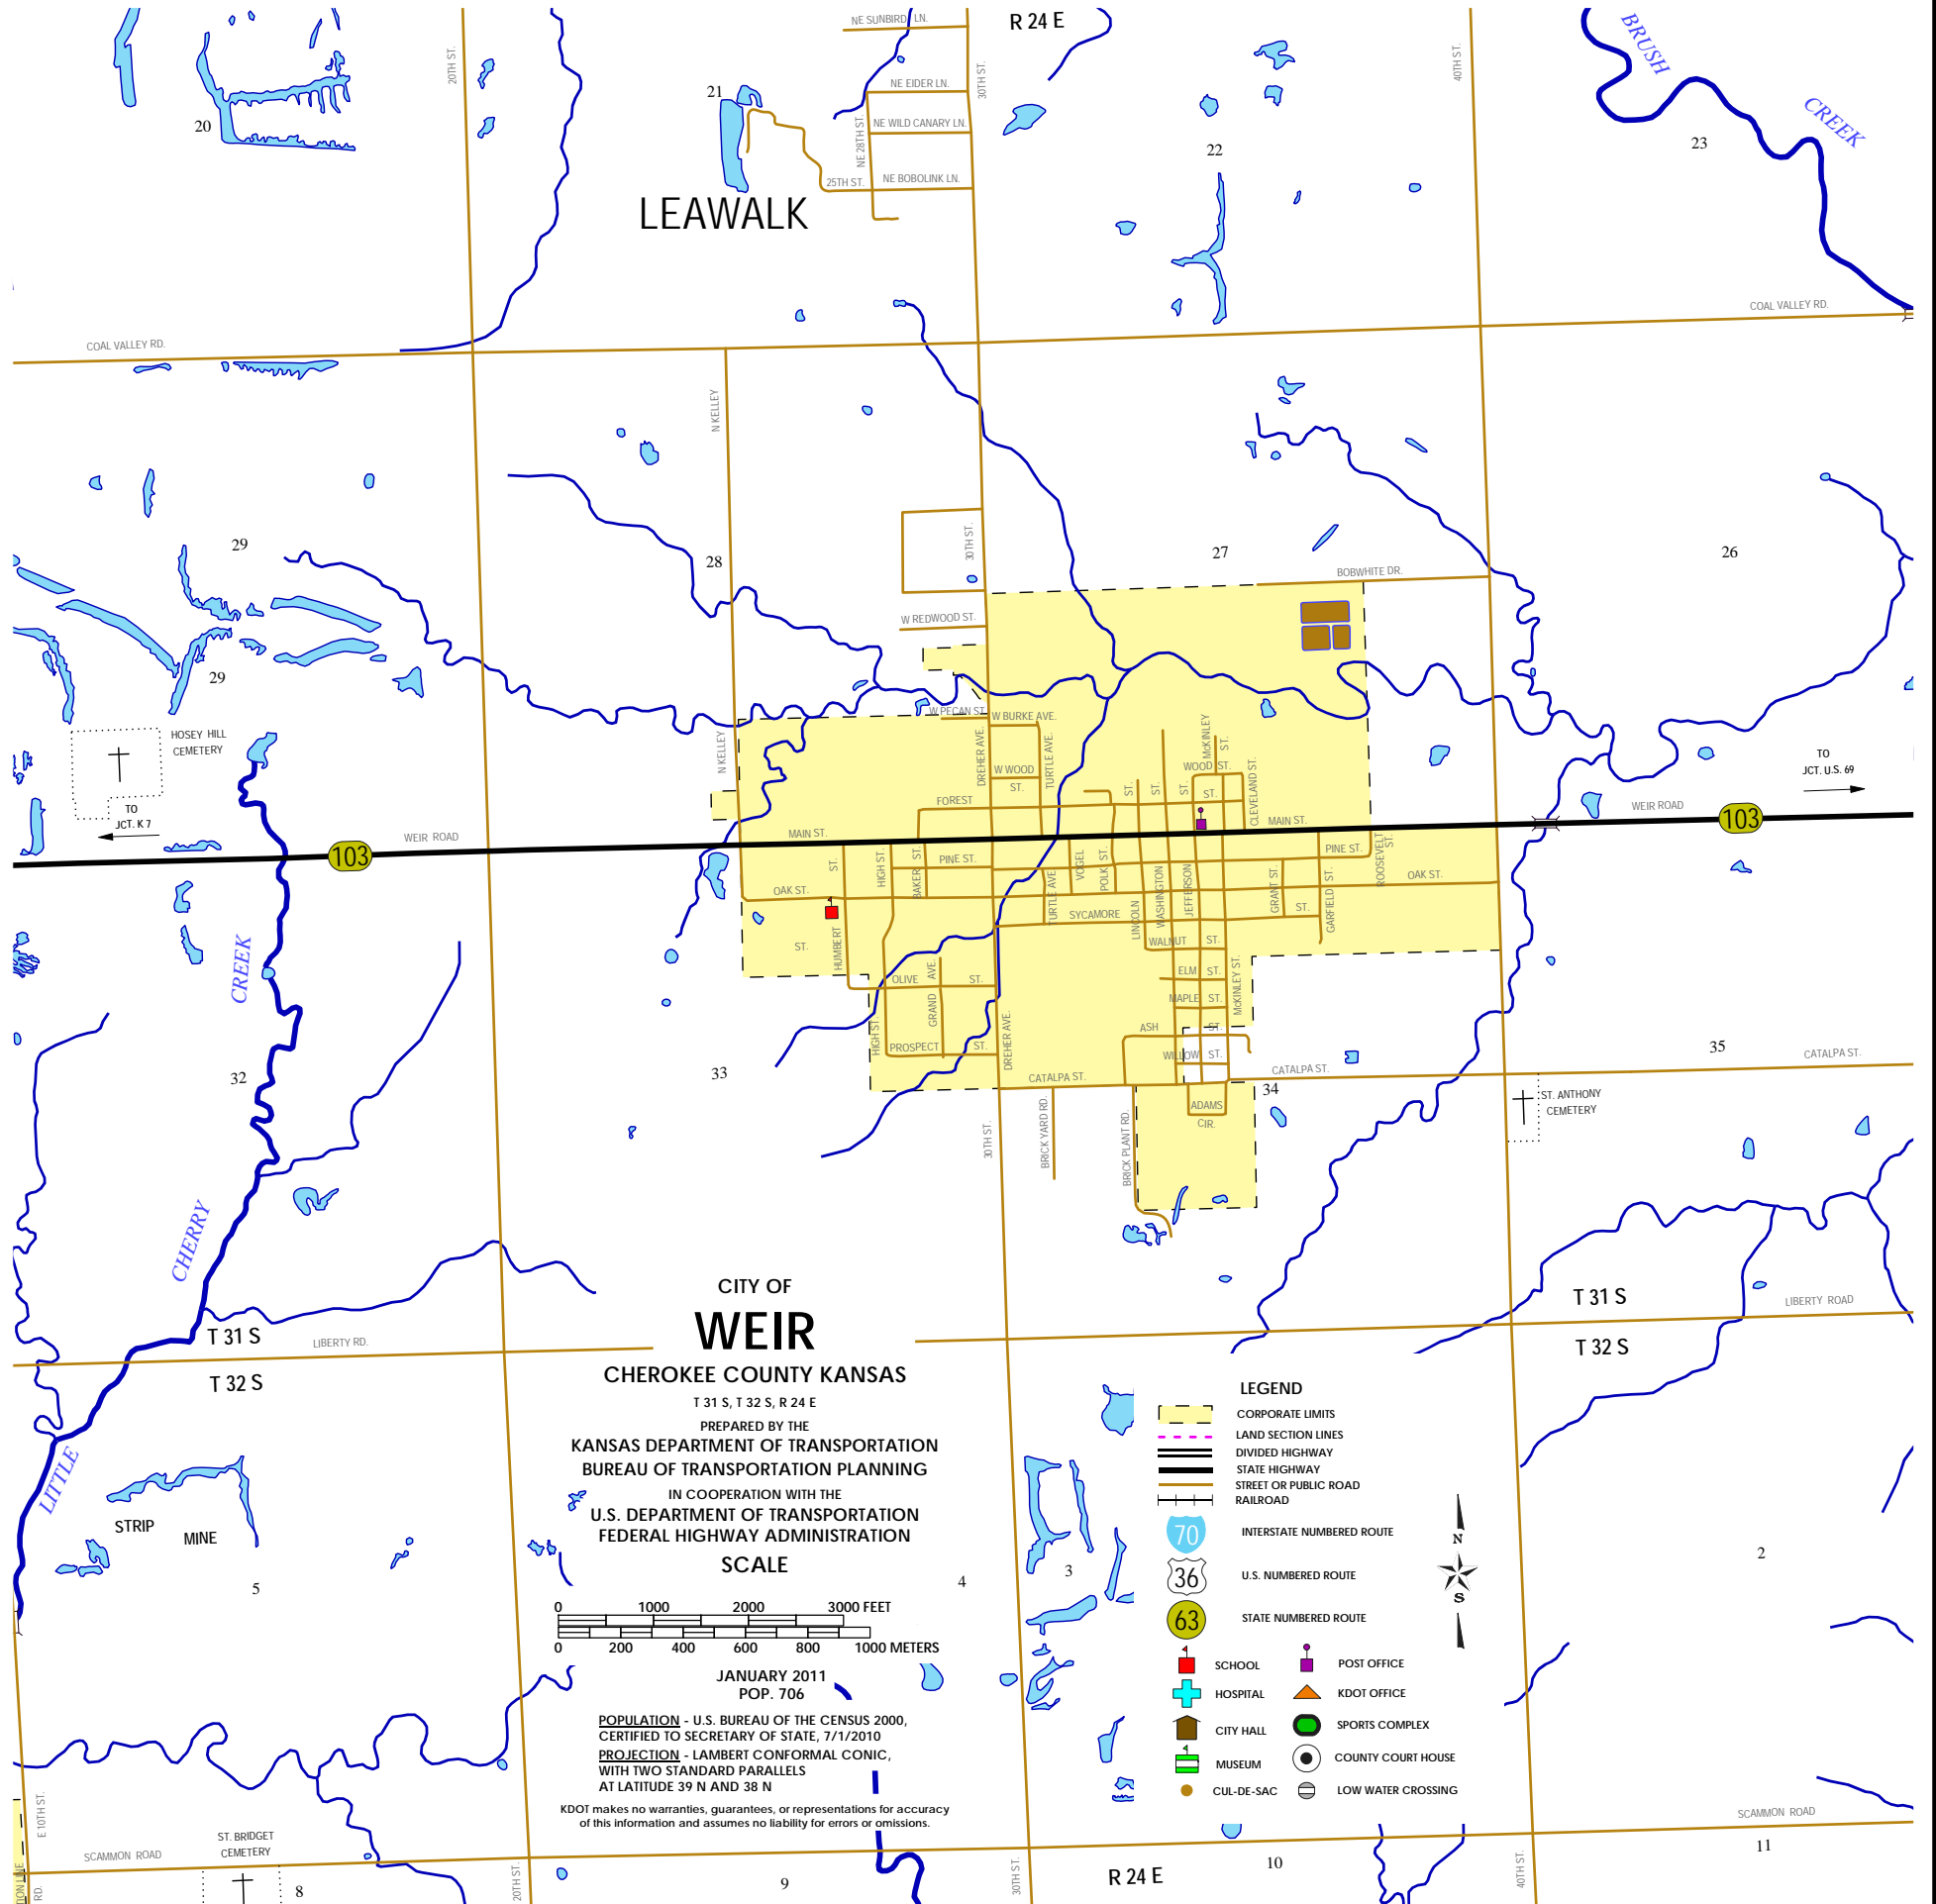 NE SUNBIRD LN.
R 24 E
20TH ST.
30TH ST.
40TH ST.
BRUSH
CREEK
NE EIDER LN.
NE WILD CANARY LN.
NE 28TH ST.
25TH ST.
NE BOBOLINK LN.
20
21
22
23
LEAWALK
COAL VALLEY RD.
COAL VALLEY RD.
N KELLEY
30TH ST.
29
28
27
26
BOBWHITE DR.
W REDWOOD ST.
29
HOSEY HILL
CEMETERY
N KELLEY
W PECAN ST.
W BURKE AVE.
DREHER AVE.
TURTLE AVE.
W WOOD
ST.
McKINLEY
ST.
WOOD ST.
ST.
ST.
ST.
ST.
CLEVELAND ST.
FOREST
TO
JCT. K 7
TO
JCT. U.S. 69
WEIR ROAD
103
MAIN ST.
MAIN ST.
WEIR ROAD
103
ST.
HIGH ST.
BAKER ST.
PINE ST.
VOGEL
POLK ST.
PINE ST.
ROOSEVELT
ST.
OAK ST.
OAK ST.
TURTLE AVE.
SYCAMORE
LINCOLN
WASHINGTON
JEFFERSON
GRANT ST.
ST.
GARFIELD ST.
CREEK
ST.
HUMBERT
WALNUT ST.
OLIVE
AVE.
ST.
GRAND
ELM ST.
MAPLE ST.
McKINLEY ST.
HIGH ST.
PROSPECT ST.
DREHER AVE.
ASH ST.
WILLOW ST.
CATALPA ST.
CATALPA ST.
CATALPA ST.
32
33
34
35
ADAMS
CIR.
ST. ANTHONY
CEMETERY
30TH ST.
BRICK YARD RD.
BRICK PLANT RD.
CHERRY
T 31 S
LIBERTY RD.
T 32 S
T 31 S
LIBERTY ROAD
T 32 S
LITTLE
STRIP MINE
5
CITY OF
WEIR
CHEROKEE COUNTY KANSAS
T 31 S, T 32 S, R 24 E
PREPARED BY THE
KANSAS DEPARTMENT OF TRANSPORTATION
BUREAU OF TRANSPORTATION PLANNING
IN COOPERATION WITH THE
U.S. DEPARTMENT OF TRANSPORTATION
FEDERAL HIGHWAY ADMINISTRATION
SCALE
0 1000 2000 3000 FEET
0 200 400 600 800 1000 METERS
JANUARY 2011
POP. 706
POPULATION - U.S. BUREAU OF THE CENSUS 2000,
CERTIFIED TO SECRETARY OF STATE, 7/1/2010
PROJECTION - LAMBERT CONFORMAL CONIC,
WITH TWO STANDARD PARALLELS
AT LATITUDE 39 N AND 38 N
KDOT makes no warranties, guarantees, or representations for accuracy
of this information and assumes no liability for errors or omissions.
4
3
2
LEGEND
CORPORATE LIMITS
LAND SECTION LINES
DIVIDED HIGHWAY
STATE HIGHWAY
STREET OR PUBLIC ROAD
RAILROAD
70 INTERSTATE NUMBERED ROUTE
36 U.S. NUMBERED ROUTE
63 STATE NUMBERED ROUTE
N
S
SCHOOL
POST OFFICE
HOSPITAL
KDOT OFFICE
CITY HALL
SPORTS COMPLEX
MUSEUM
COUNTY COURT HOUSE
CUL-DE-SAC
LOW WATER CROSSING
E 10TH ST.
SCAMMON ROAD
ST. BRIDGET
CEMETERY
SCAMMON ROAD
RD.
8
20TH ST.
9
30TH ST.
R 24 E
10
40TH ST.
11